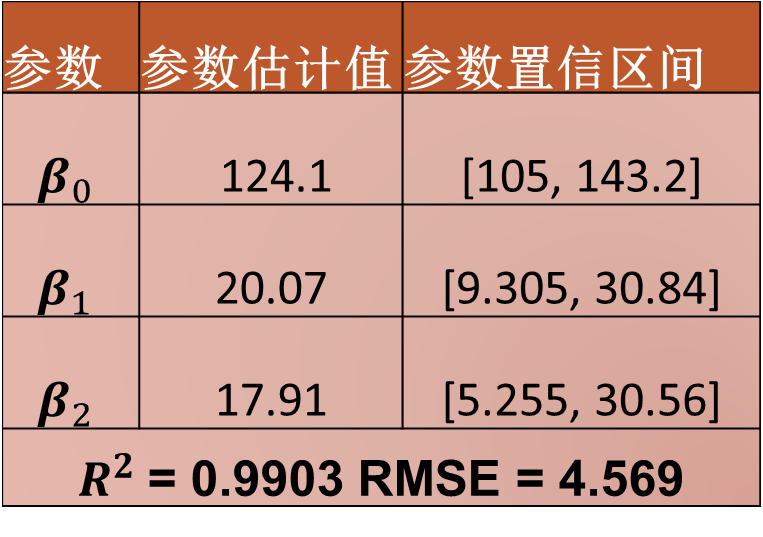 参数 参数估计值 参数置信区间
β₀ 124.1 [105, 143.2]
β₁ 20.07 [9.305, 30.84]
β₂ 17.91 [5.255, 30.56]
R² = 0.9903 RMSE = 4.569